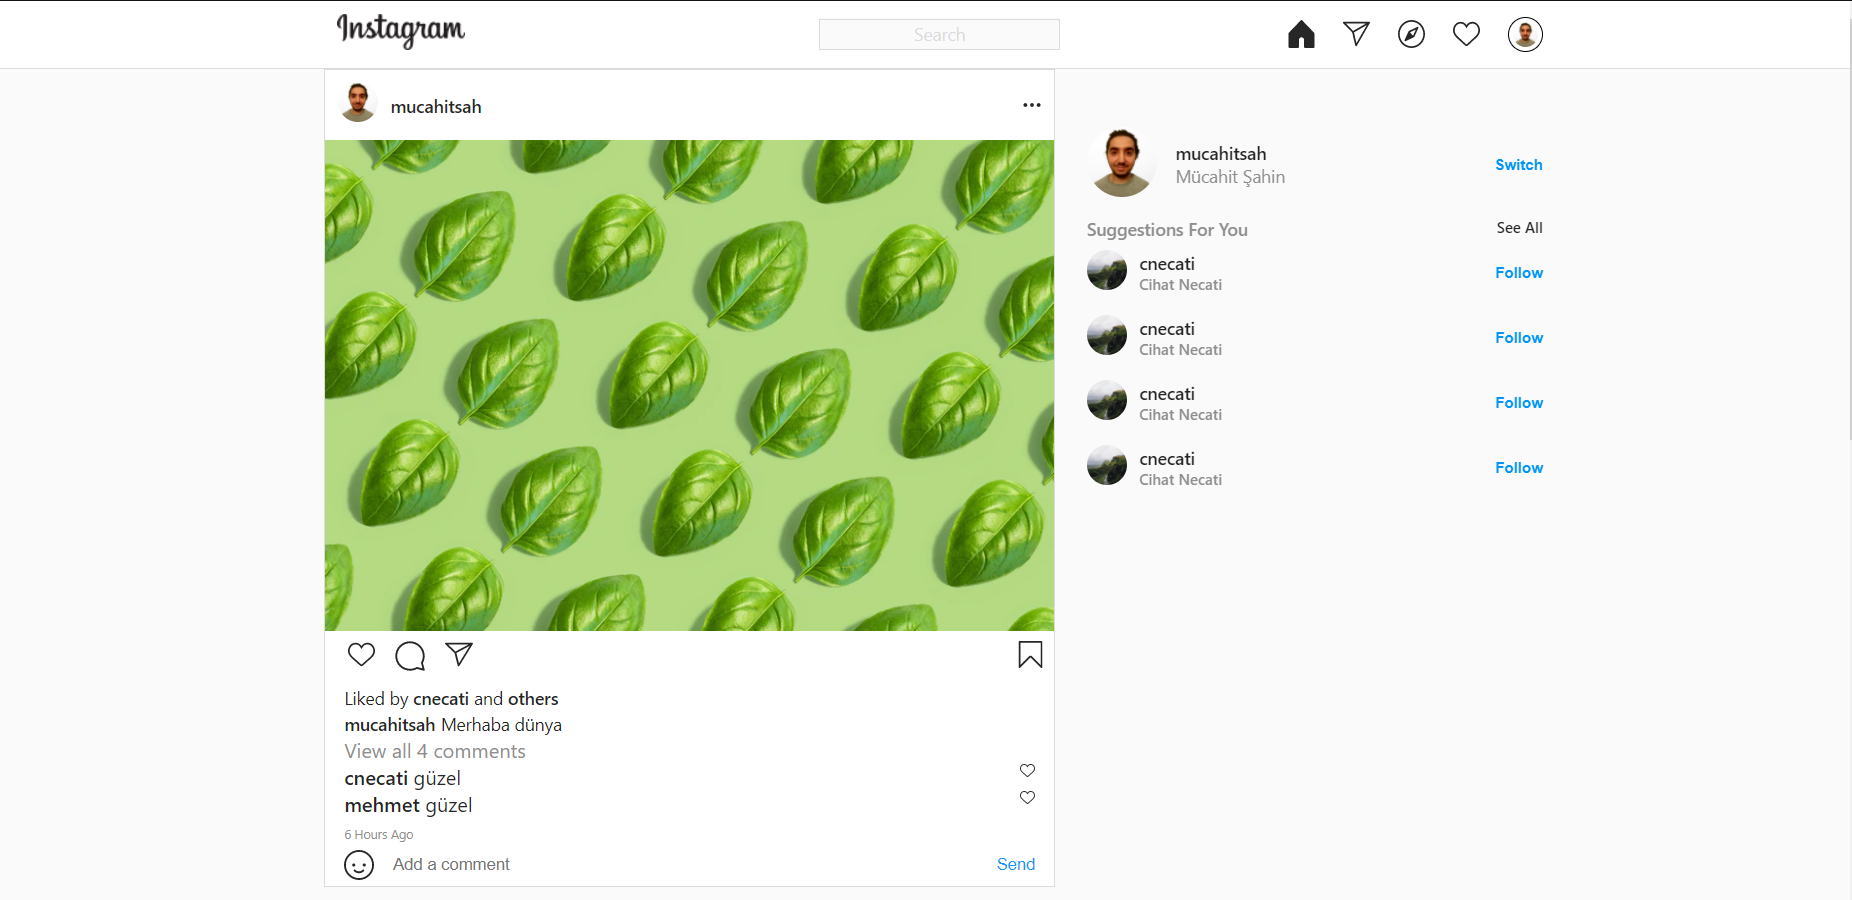 Instagram
Search
mucahitsah
mucahitsah
Mücahit Şahin
Switch
Suggestions For You
See All
cnecati
Cihat Necati
Follow
cnecati
Cihat Necati
Follow
cnecati
Cihat Necati
Follow
cnecati
Cihat Necati
Follow
Liked by cnecati and others
mucahitsah Merhaba dünya
View all 4 comments
cnecati güzel
mehmet güzel
6 Hours Ago
Add a comment
Send